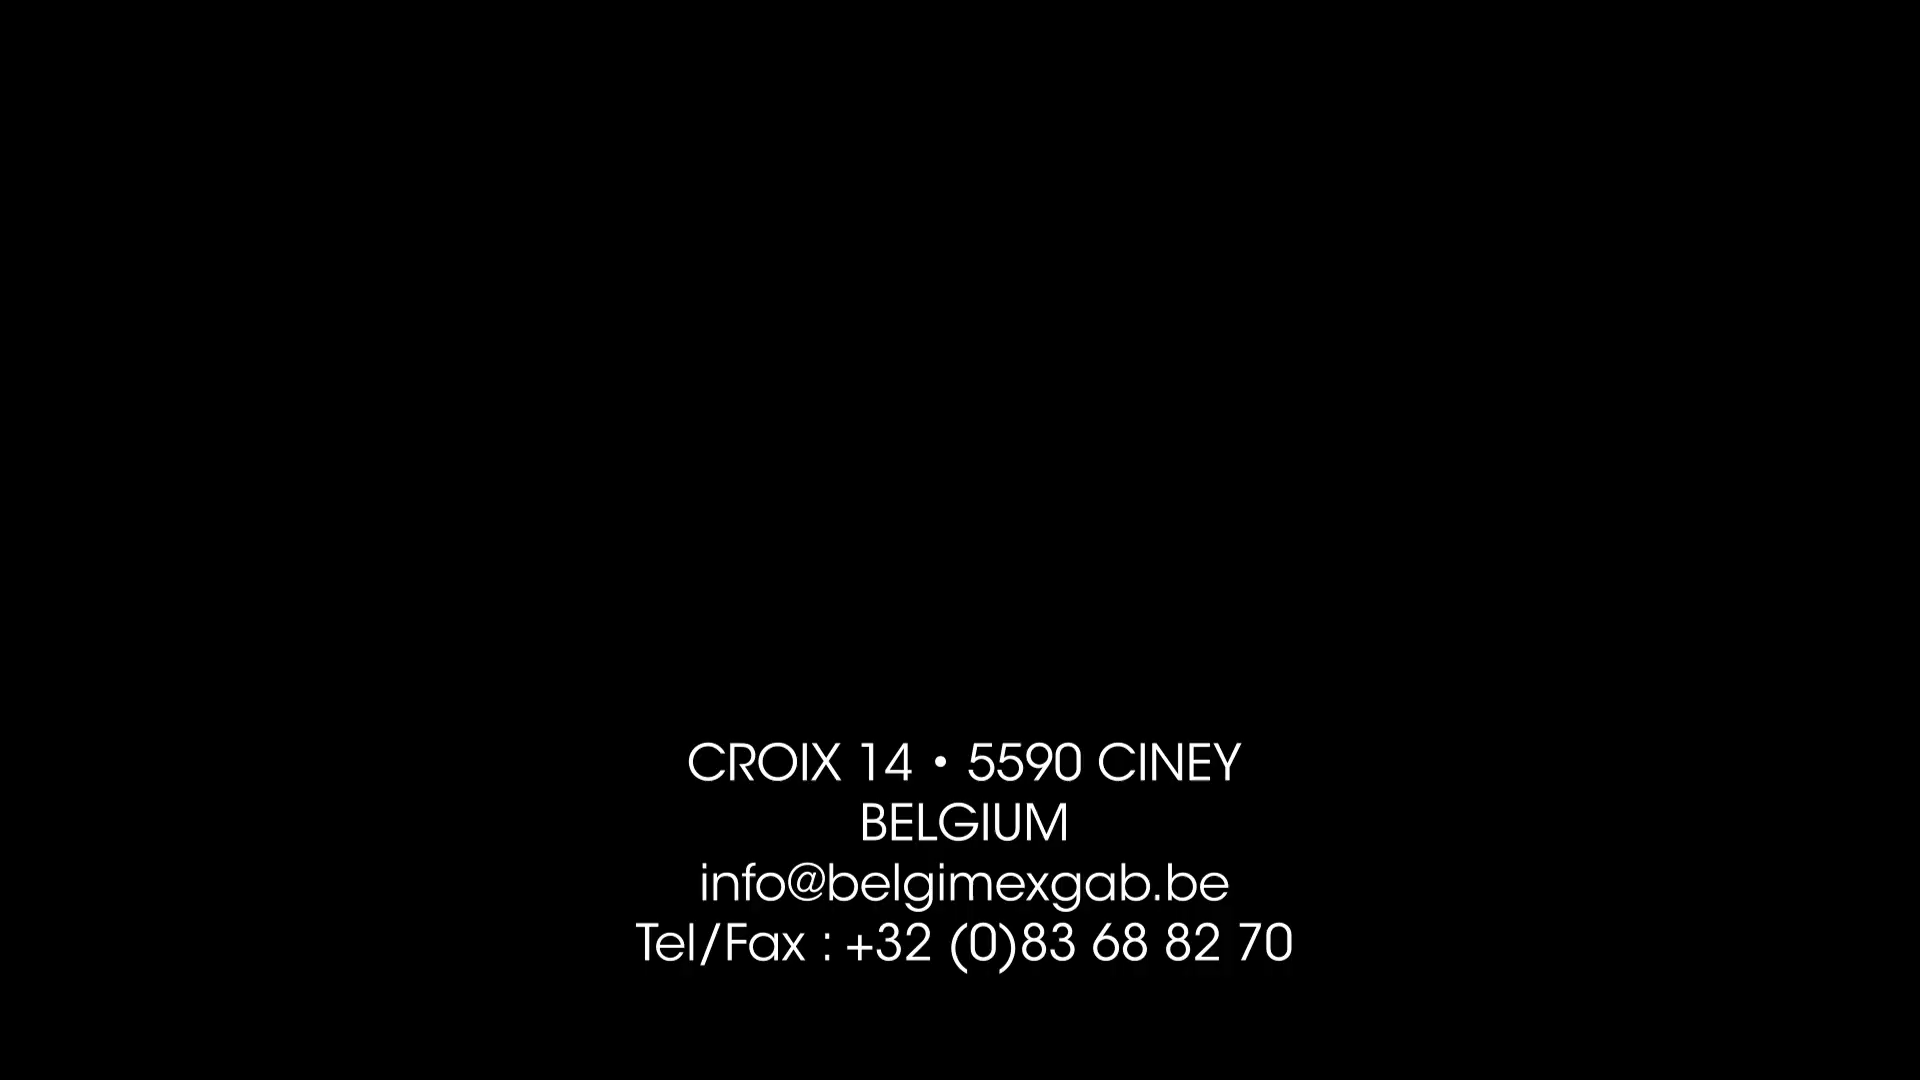 CROIX 14 • 5590 CINEY
BELGIUM
info@belgimexgab.be
Tel/Fax : +32 (0)83 68 82 70